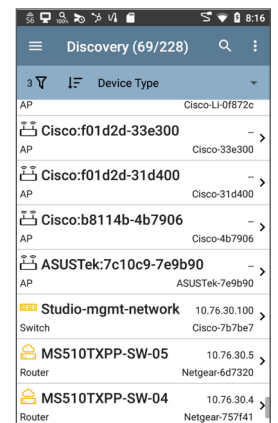 8:16
Discovery (69/228)
3 Device Type
AP Cisco-Li-0f872c
Cisco:f01d2d-33e300 --
AP Cisco-33e300
Cisco:f01d2d-31d400 --
AP Cisco-31d400
Cisco:b8114b-4b7906 --
AP Cisco-4b7906
ASUSTek:7c10c9-7e9b90 --
AP ASUSTek-7e9b90
Studio-mgmt-network 10.76.30.100
Switch Cisco-7b7be7
MS510TXPP-SW-05 10.76.30.5
Router Netgear-6d7320
MS510TXPP-SW-04 10.76.30.4
Router Netgear-757f41